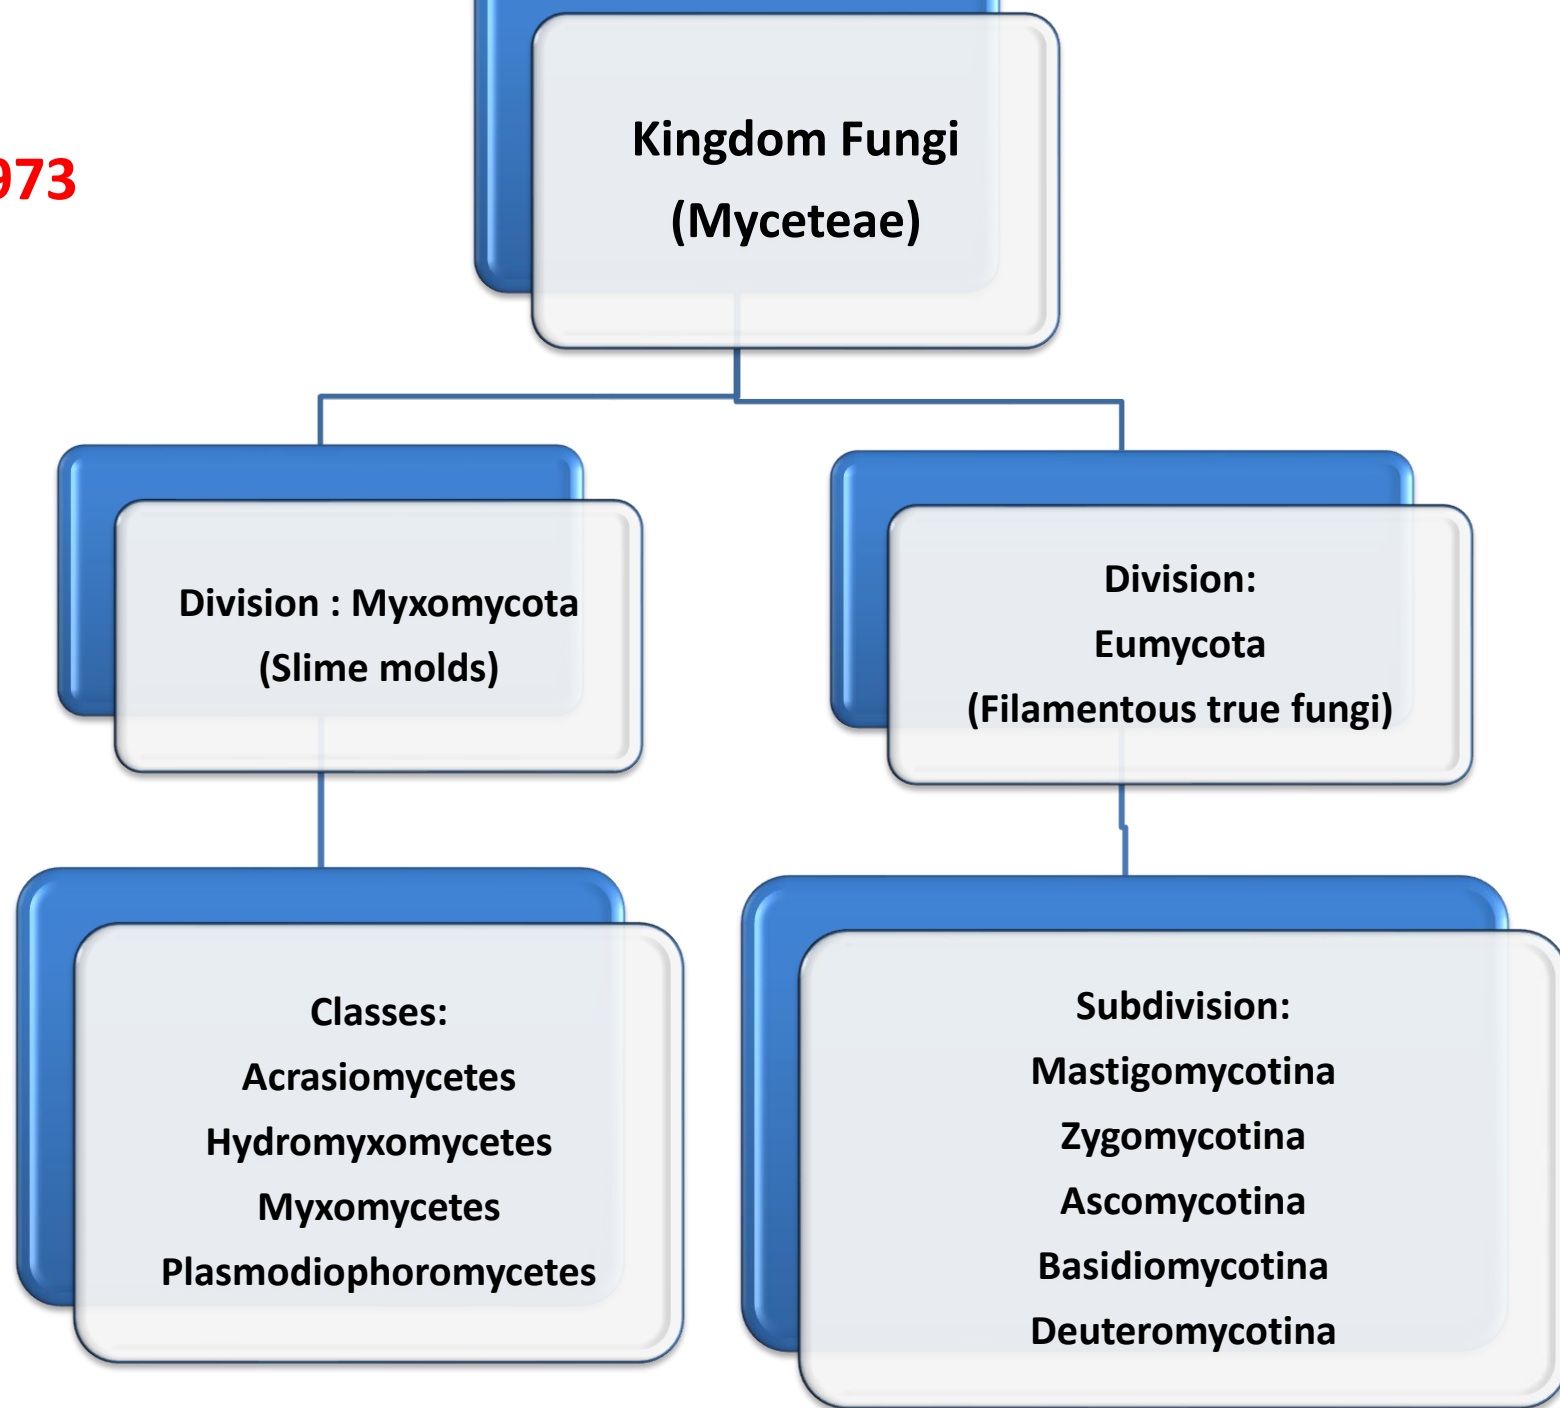 973
Kingdom Fungi
(Myceteae)
Division : Myxomycota
(Slime molds)
Division:
Eumycota
(Filamentous true fungi)
Classes:
Acrasiomycetes
Hydromyxomycetes
Myxomycetes
Plasmodiophoromycetes
Subdivision:
Mastigomycotina
Zygomycotina
Ascomycotina
Basidiomycotina
Deuteromycotina